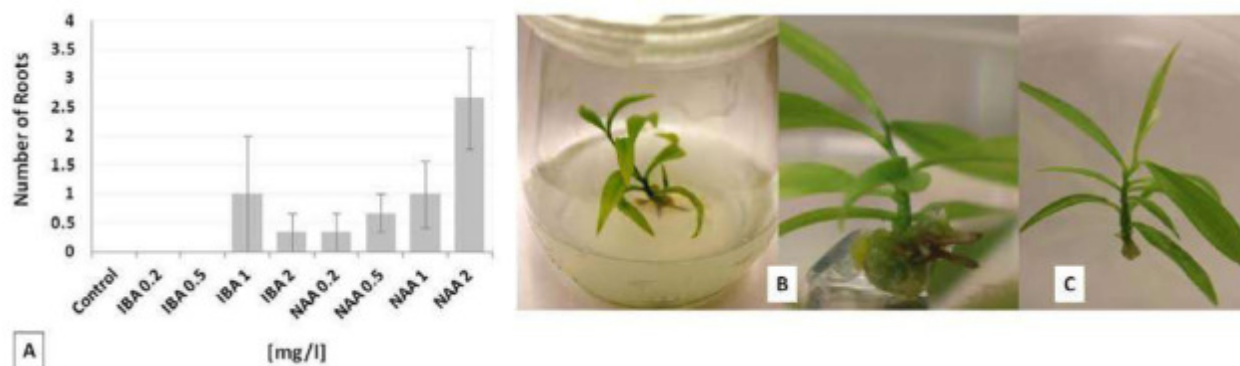 Number of Roots
4
3.5
3
2.5
2
1.5
1
0.5
0
Control
IBA 0.2
IBA 0.5
IBA 1
IBA 2
NAA 0.2
NAA 0.5
NAA 1
NAA 2
[mg/l]
A
B
C